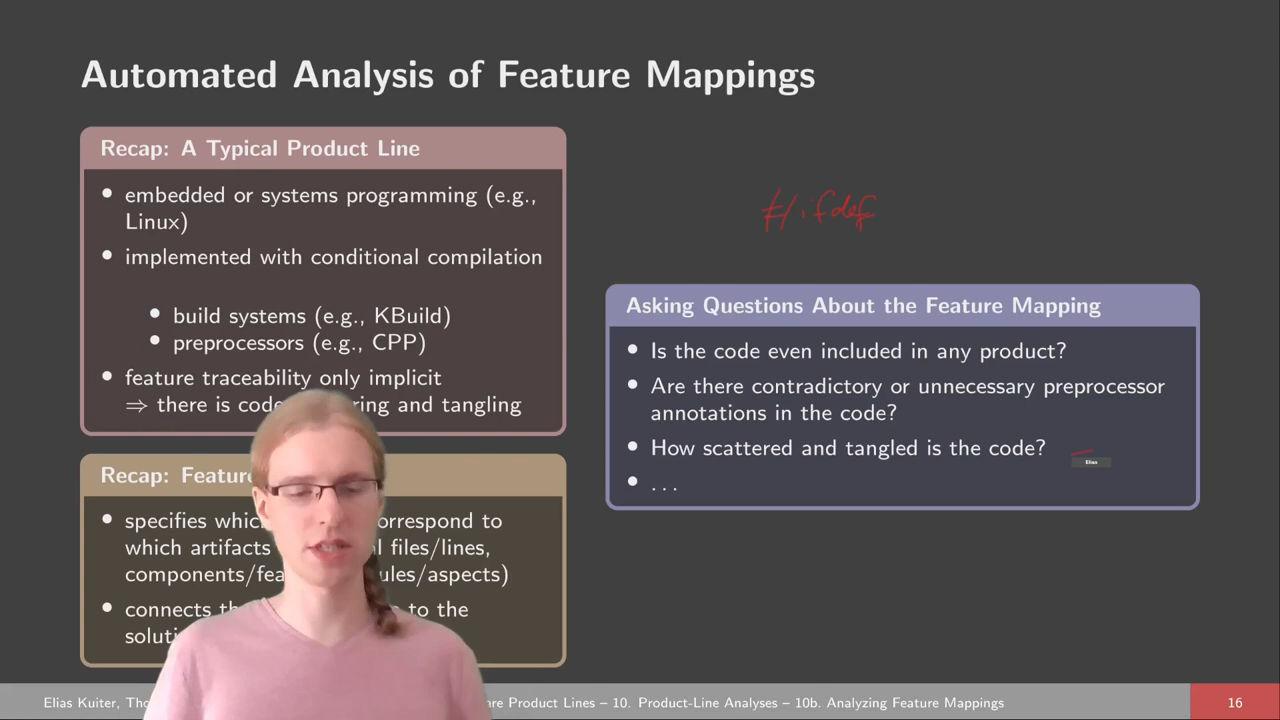 Automated Analysis of Feature Mappings
Recap: A Typical Product Line
• embedded or systems programming (e.g.,
Linux)
• implemented with conditional compilation
• build systems (e.g., KBuild)
• preprocessors (e.g., CPP)
• feature traceability only implicit
⇒ there is code ring and tangling
Recap: Feature
• specifies which orrespond to
which artifacts l files/lines,
components/fea ules/aspects)
• connects to the
soluti
#ifdef
Asking Questions About the Feature Mapping
• Is the code even included in any product?
• Are there contradictory or unnecessary preprocessor
annotations in the code?
• How scattered and tangled is the code?
Elias
• ...
Elias Kuiter, Tho re Product Lines – 10. Product-Line Analyses – 10b. Analyzing Feature Mappings
16